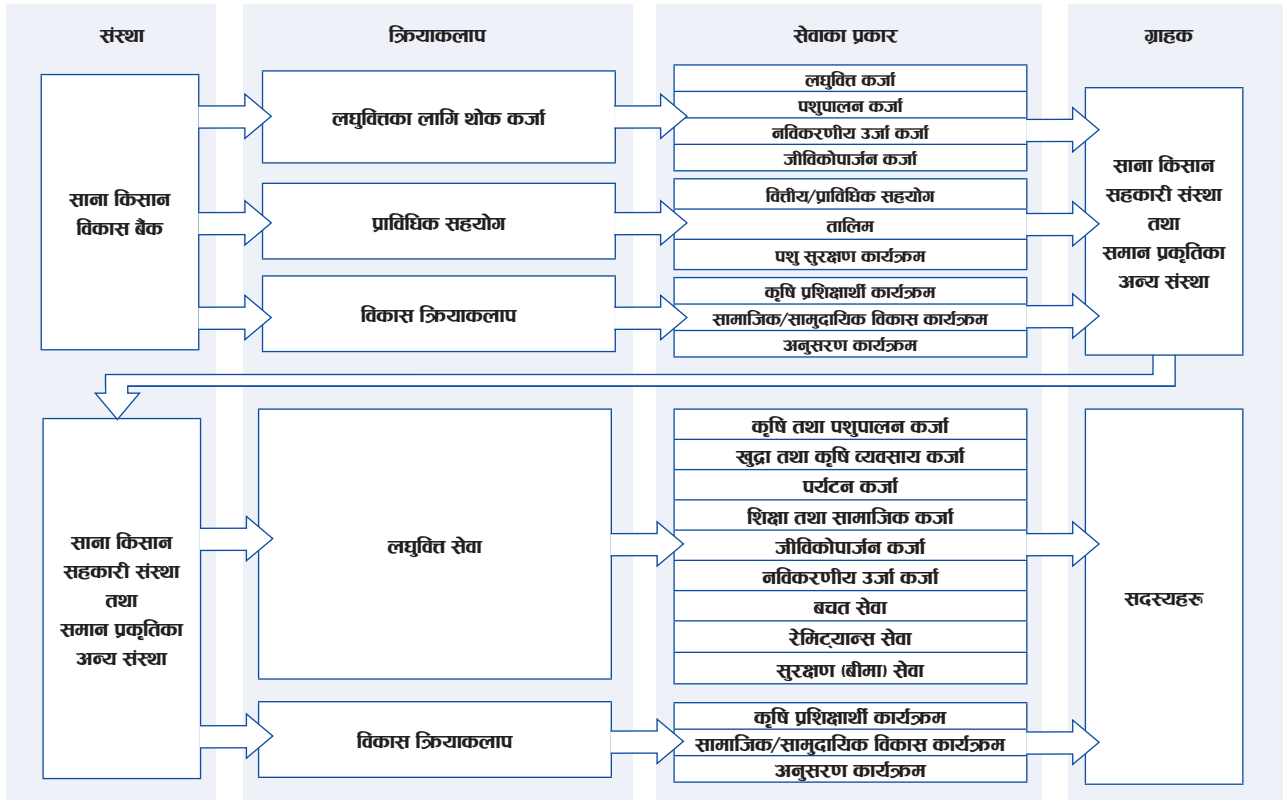 संस्था
क्रियाकलाप
सेवाका प्रकार
ग्राहक
साना किसान
विकास बैंक
लघुवित्तका लागि थोक कर्जा
लघुवित्त कर्जा
पशुपालन कर्जा
नविकरणीय उर्जा कर्जा
जीविकोपार्जन कर्जा
प्राविधिक सहयोग
वित्तीय/प्राविधिक सहयोग
तालिम
पशु सुरक्षण कार्यक्रम
विकास क्रियाकलाप
कृषि प्रशिक्षार्थी कार्यक्रम
सामाजिक/सामुदायिक विकास कार्यक्रम
अनुसरण कार्यक्रम
साना किसान
सहकारी संस्था
तथा
समान प्रकृतिका
अन्य संस्था
साना किसान
सहकारी संस्था
तथा
समान प्रकृतिका
अन्य संस्था
लघुवित्त सेवा
कृषि तथा पशुपालन कर्जा
खुद्रा तथा कृषि व्यवसाय कर्जा
पर्यटन कर्जा
शिक्षा तथा सामाजिक कर्जा
जीविकोपार्जन कर्जा
नविकरणीय उर्जा कर्जा
बचत सेवा
रेमिट्यान्स सेवा
सुरक्षण (बीमा) सेवा
विकास क्रियाकलाप
कृषि प्रशिक्षार्थी कार्यक्रम
सामाजिक/सामुदायिक विकास कार्यक्रम
अनुसरण कार्यक्रम
सदस्यहरू